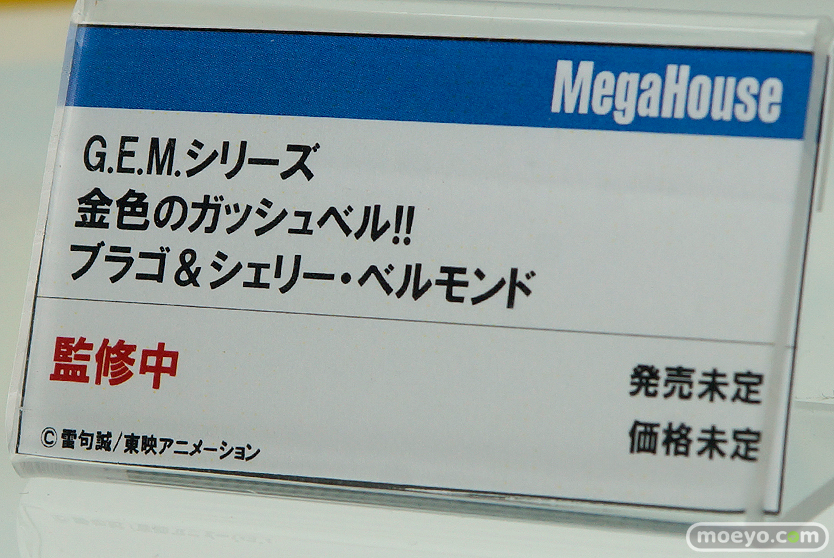 MegaHouse
G.E.M.シリーズ
金色のガッシュベル!!
ブラゴ＆シェリー・ベルモンド
監修中
発売未定
価格未定
©雷句誠/東映アニメーション
moeyo.com